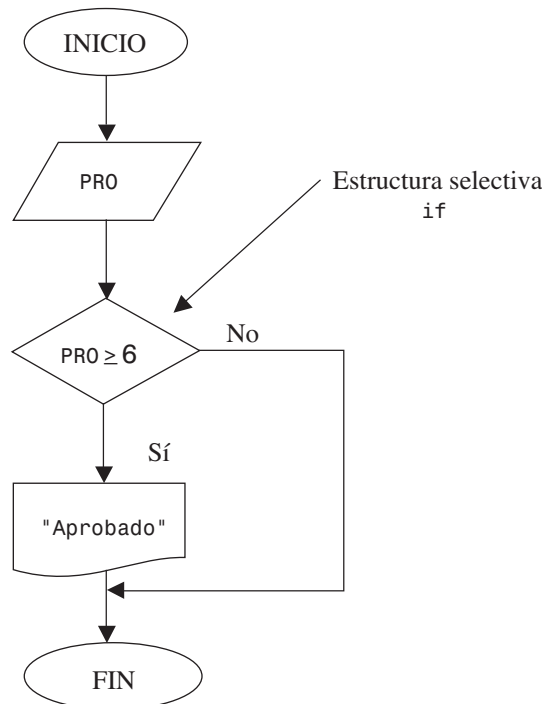 INICIO
PRO
Estructura selectiva
if
PRO ≥ 6
No
Sí
"Aprobado"
FIN